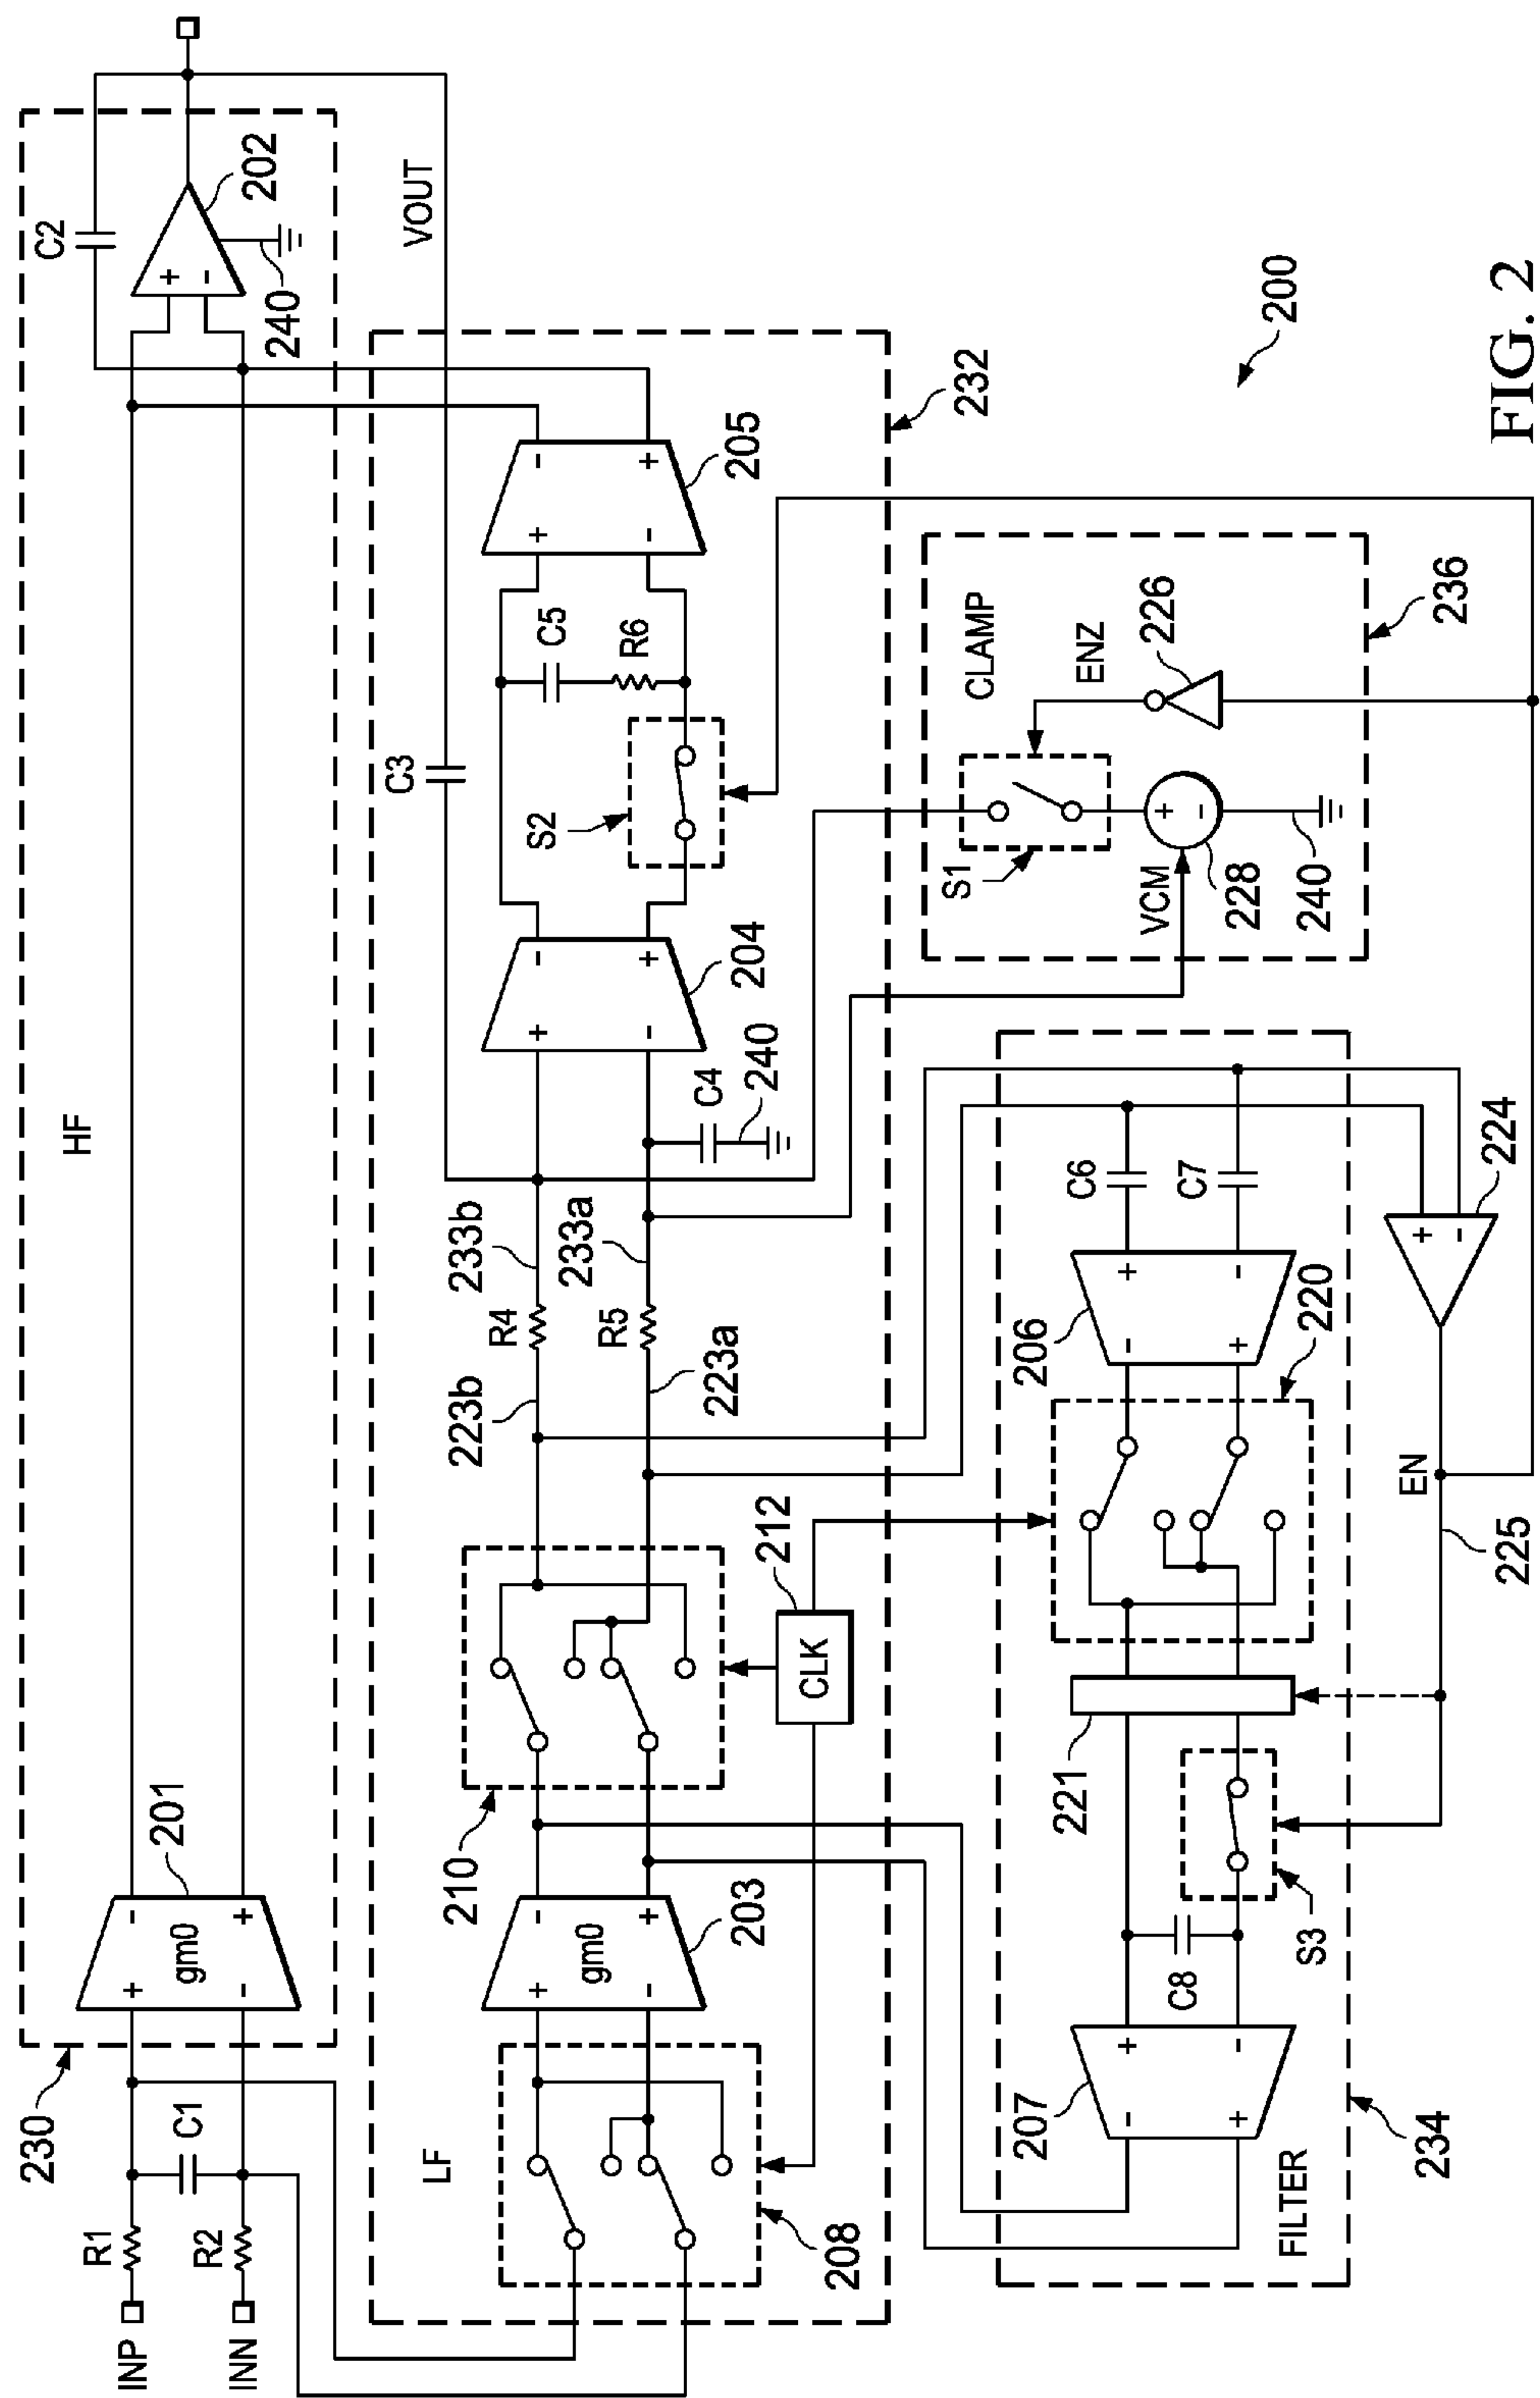 HF
230
201
gm0
+
-
-
+
C1
R1
R2
INP
INN
C2
202
+
-
240
VOUT
LF
208
203
gm0
+
-
-
+
210
212
CLK
223b
223a
R4
R5
233b
233a
C3
C4
240
204
+
-
-
+
S2
C5
R6
205
+
-
-
+
232
CLAMP
S1
ENZ
226
VCM
+
-
228
240
236
FILTER
207
-
+
+
-
C8
S3
221
220
206
-
+
+
-
C6
C7
234
EN
225
224
+
-
200
FIG. 2